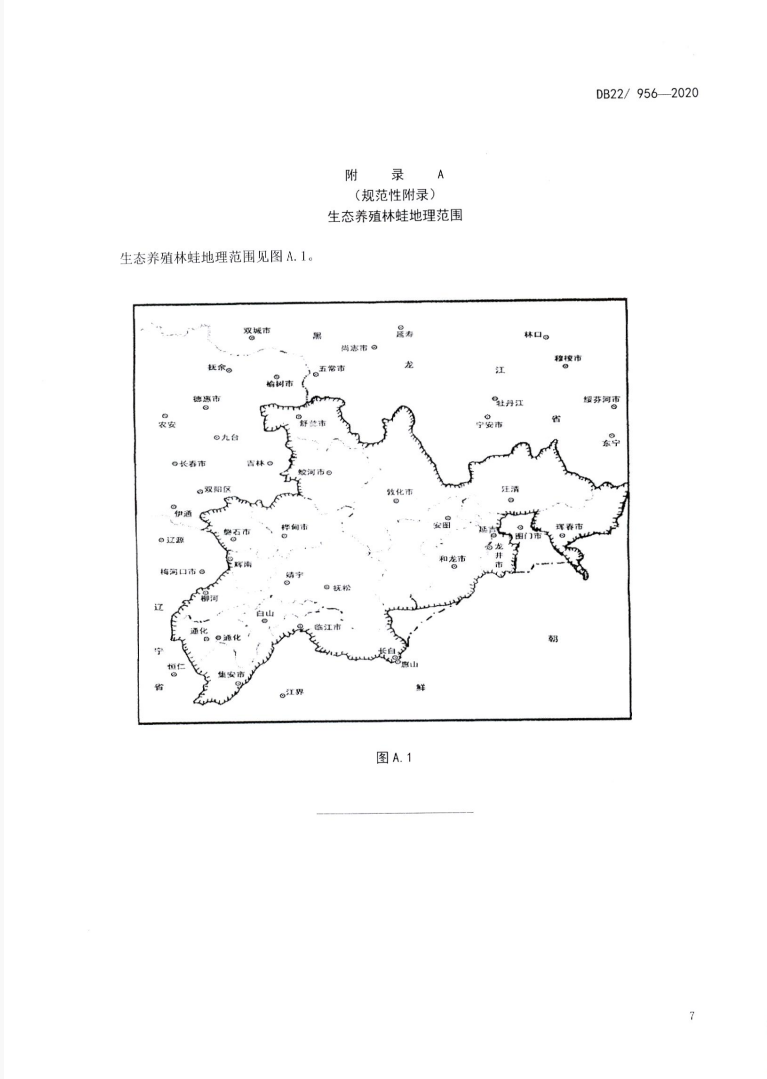 DB22/ 956—2020
附 录 A
（规范性附录）
生态养殖林蛙地理范围
生态养殖林蛙地理范围见图 A.1。
双城市
黑
延寿
林口
尚志市
穆棱市
抚余
五常市
龙
江
榆树市
德惠市
牡丹江
绥芬河市
农安
舒兰市
宁安市
省
九台
东宁
长春市
吉林
蛟河市
双阳区
敦化市
汪清
伊通
磐石市
桦甸市
安图
延吉
图门市
珲春市
辽源
龙井市
辉南
和龙市
梅河口市
靖宇
抚松
柳河
辽
白山
临江市
通化
通化
朝
宁
长白
恒仁
惠山
集安市
省
江界
鲜
图 A.1
7